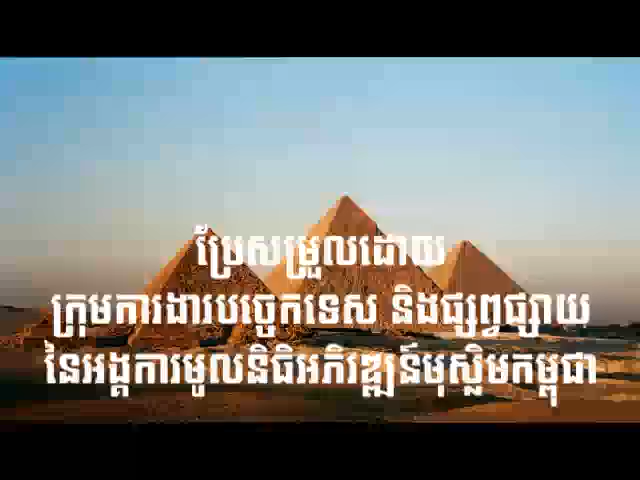 ប្រែសម្រួលដោយ
ក្រុមការងារបច្ចេកទេស និងផ្សព្វផ្សាយ
នៃអង្គការមូលនិធិអភិវឌ្ឍន៍មុស្លិមកម្ពុជា